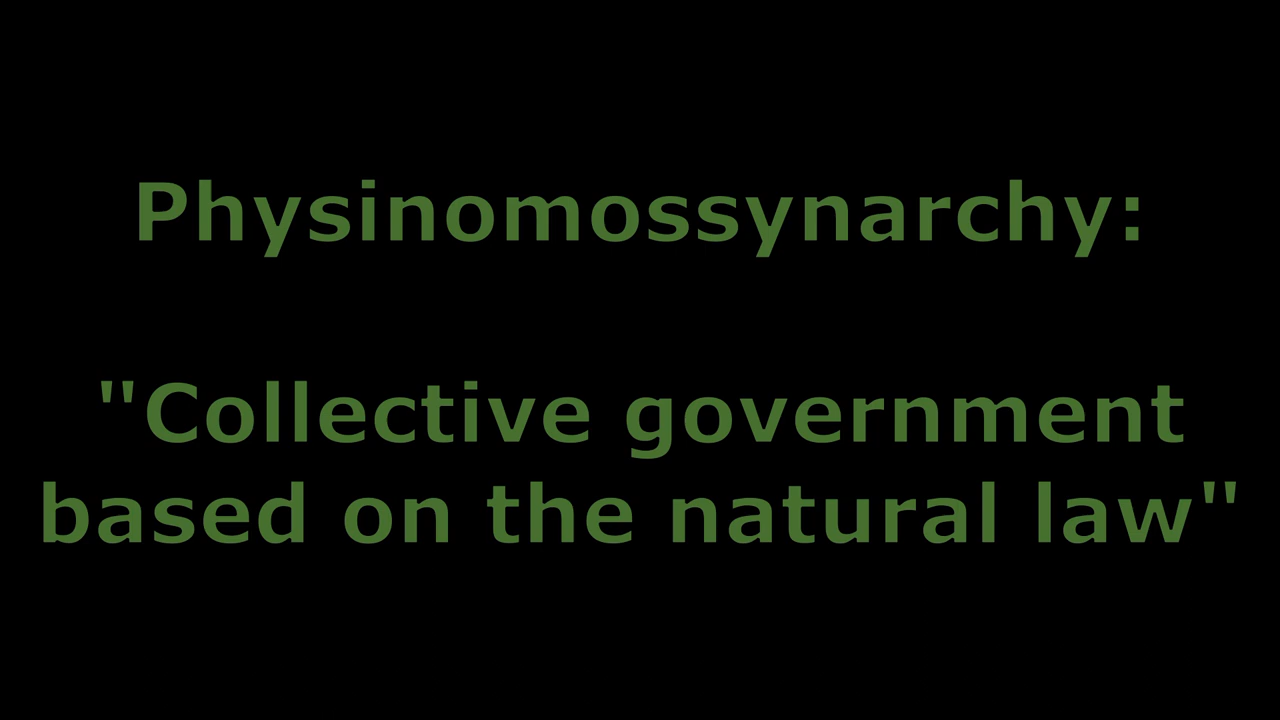 Physinomossynarchy:
"Collective government
based on the natural law"